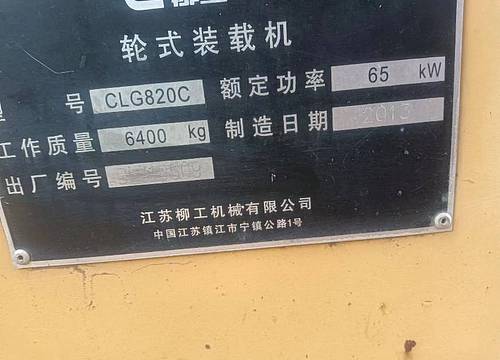 轮式装载机
号 CLG820C 额定功率 65 kW
工作质量 6400 kg 制造日期 2013
出厂编号
江苏柳工机械有限公司
中国江苏镇江市宁镇公路1号